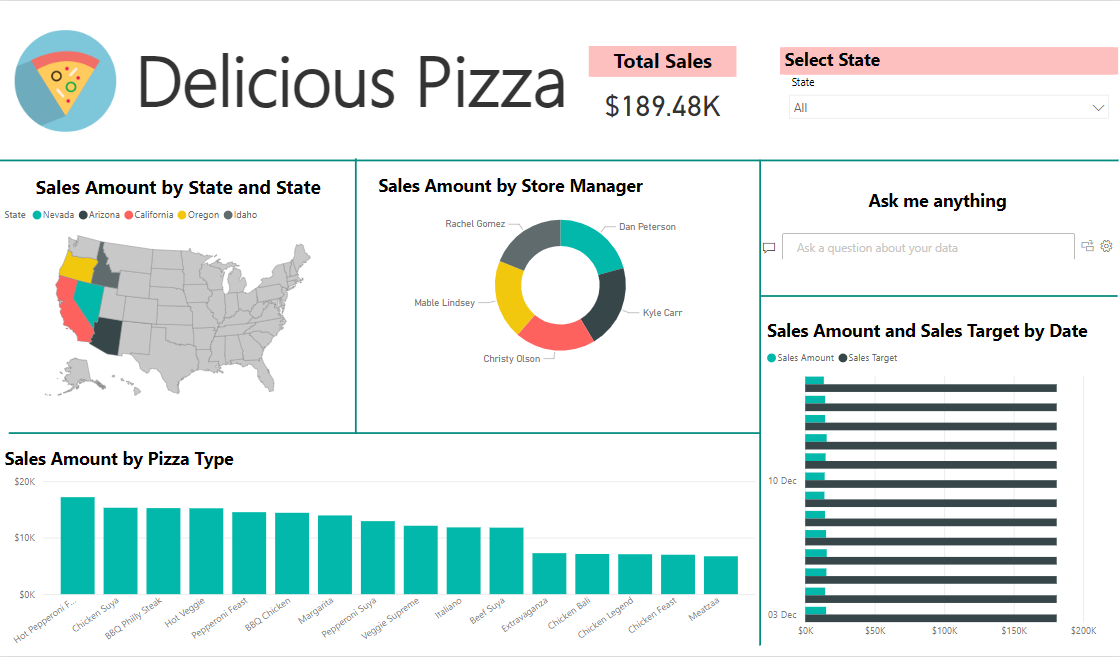 Delicious Pizza
Total Sales
$189.48K
Select State
State
All
Sales Amount by State and State
State Nevada Arizona California Oregon Idaho
Sales Amount by Store Manager
Rachel Gomez
Dan Peterson
Mable Lindsey
Kyle Carr
Christy Olson
Ask me anything
Ask a question about your data
Sales Amount and Sales Target by Date
Sales Amount Sales Target
10 Dec
03 Dec
$0K $50K $100K $150K $200K
Sales Amount by Pizza Type
$20K
$10K
$0K
Hot Pepperoni F...
Chicken Suya
BBQ Philly Steak
Hot Veggie
Pepperoni Feast
BBQ Chicken
Margarita
Pepperoni Suya
Veggie Supreme
Italiano
Beef Suya
Extravaganza
Chicken Bali
Chicken Legend
Chicken Feast
Meatzaa